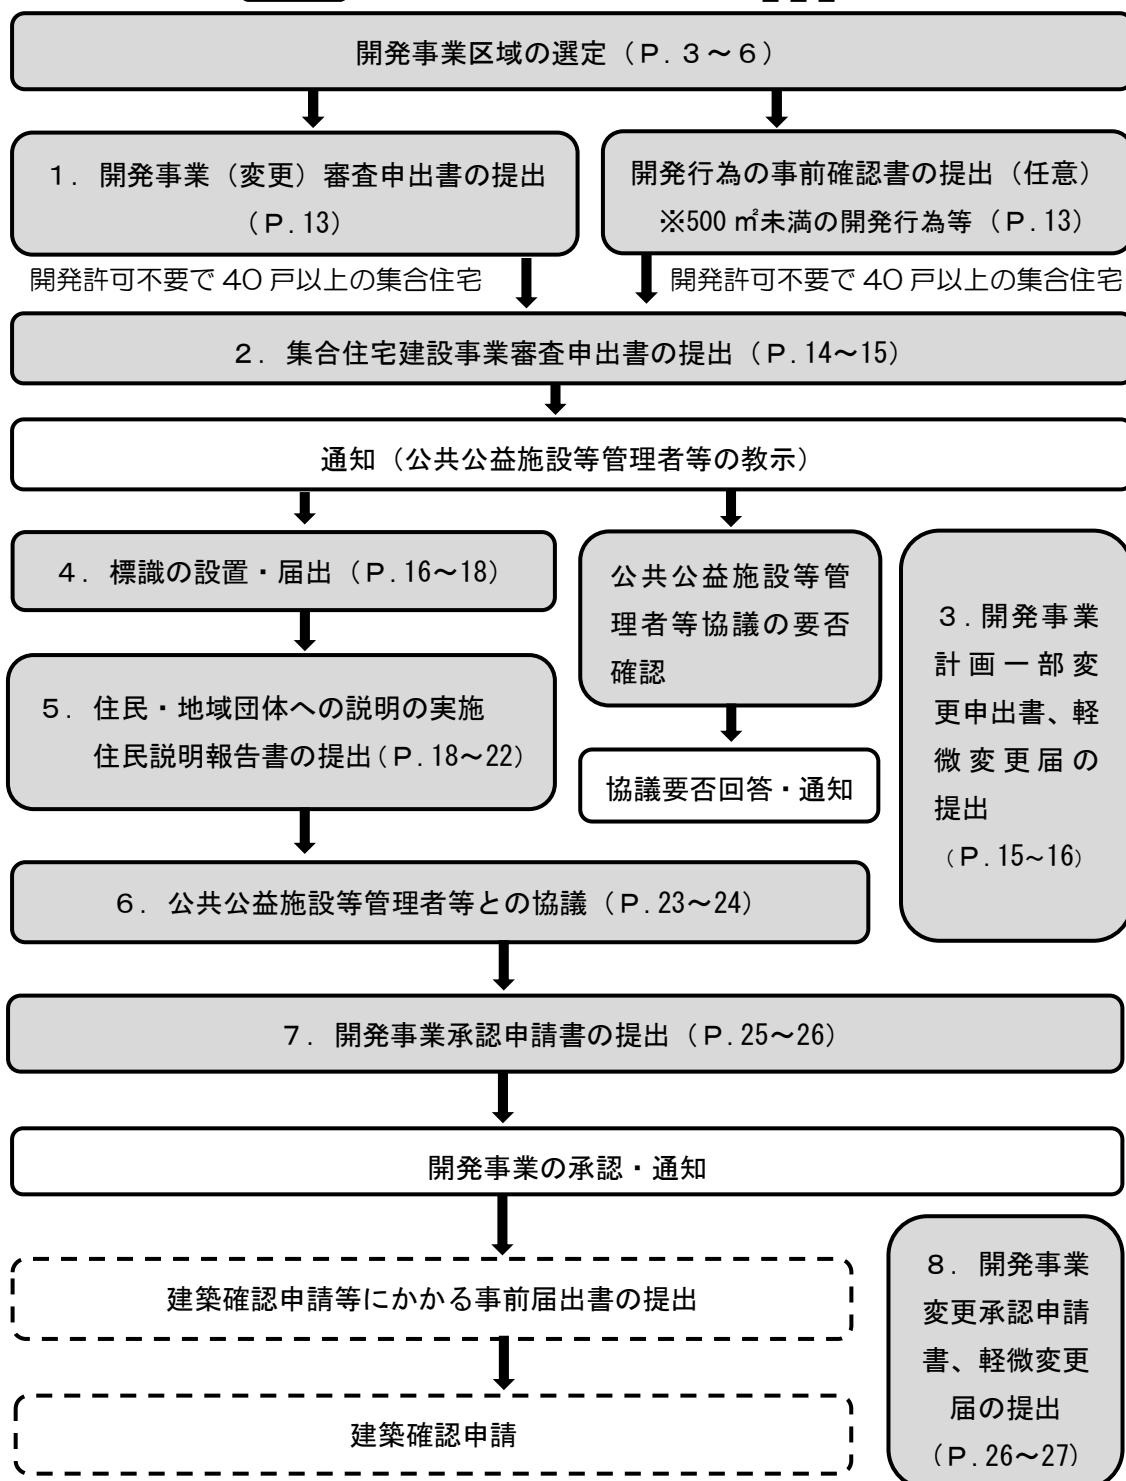 開発事業区域の選定（Ｐ.３～６）
１．開発事業（変更）審査申出書の提出
（Ｐ.13）
開発行為の事前確認書の提出（任意）
※500 ㎡未満の開発行為等（Ｐ.13）
開発許可不要で 40 戸以上の集合住宅
開発許可不要で 40 戸以上の集合住宅
２．集合住宅建設事業審査申出書の提出（Ｐ.14～15）
通知（公共公益施設等管理者等の教示）
４．標識の設置・届出（Ｐ.16～18）
公共公益施設等管
理者等協議の要否
確認
５．住民・地域団体への説明の実施
住民説明報告書の提出（Ｐ.18～22）
協議要否回答・通知
３．開発事業
計画一部変
更申出書、軽
微変更届の
提出
（Ｐ.15～16）
６．公共公益施設等管理者等との協議（Ｐ.23～24）
７．開発事業承認申請書の提出（Ｐ.25～26）
開発事業の承認・通知
建築確認申請等にかかる事前届出書の提出
建築確認申請
８．開発事業
変更承認申請
書、軽微変更
届の提出
（Ｐ.26～27）